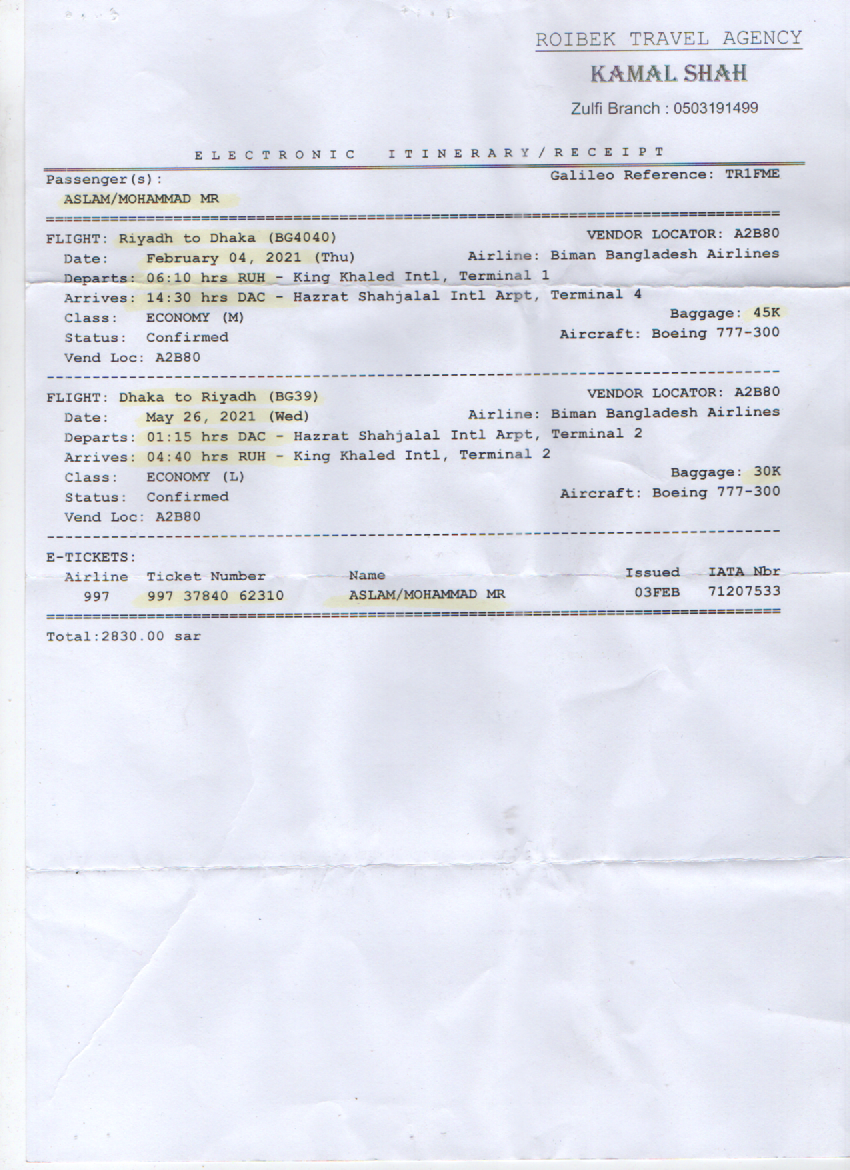 ROIBEK TRAVEL AGENCY
KAMAL SHAH
Zulfi Branch : 0503191499
ELECTRONIC ITINERARY/RECEIPT
Passenger(s): Galileo Reference: TR1FME
ASLAM/MOHAMMAD MR
FLIGHT: Riyadh to Dhaka (BG4040) VENDOR LOCATOR: A2B80
Date: February 04, 2021 (Thu) Airline: Biman Bangladesh Airlines
Departs: 06:10 hrs RUH - King Khaled Intl, Terminal 1
Arrives: 14:30 hrs DAC - Hazrat Shahjalal Intl Arpt, Terminal 4
Class: ECONOMY (M) Baggage: 45K
Status: Confirmed Aircraft: Boeing 777-300
Vend Loc: A2B80
FLIGHT: Dhaka to Riyadh (BG39) VENDOR LOCATOR: A2B80
Date: May 26, 2021 (Wed) Airline: Biman Bangladesh Airlines
Departs: 01:15 hrs DAC - Hazrat Shahjalal Intl Arpt, Terminal 2
Arrives: 04:40 hrs RUH - King Khaled Intl, Terminal 2
Class: ECONOMY (L) Baggage: 30K
Status: Confirmed Aircraft: Boeing 777-300
Vend Loc: A2B80
E-TICKETS:
Airline Ticket Number Name Issued IATA Nbr
997 997 37840 62310 ASLAM/MOHAMMAD MR 03FEB 71207533
Total:2830.00 sar